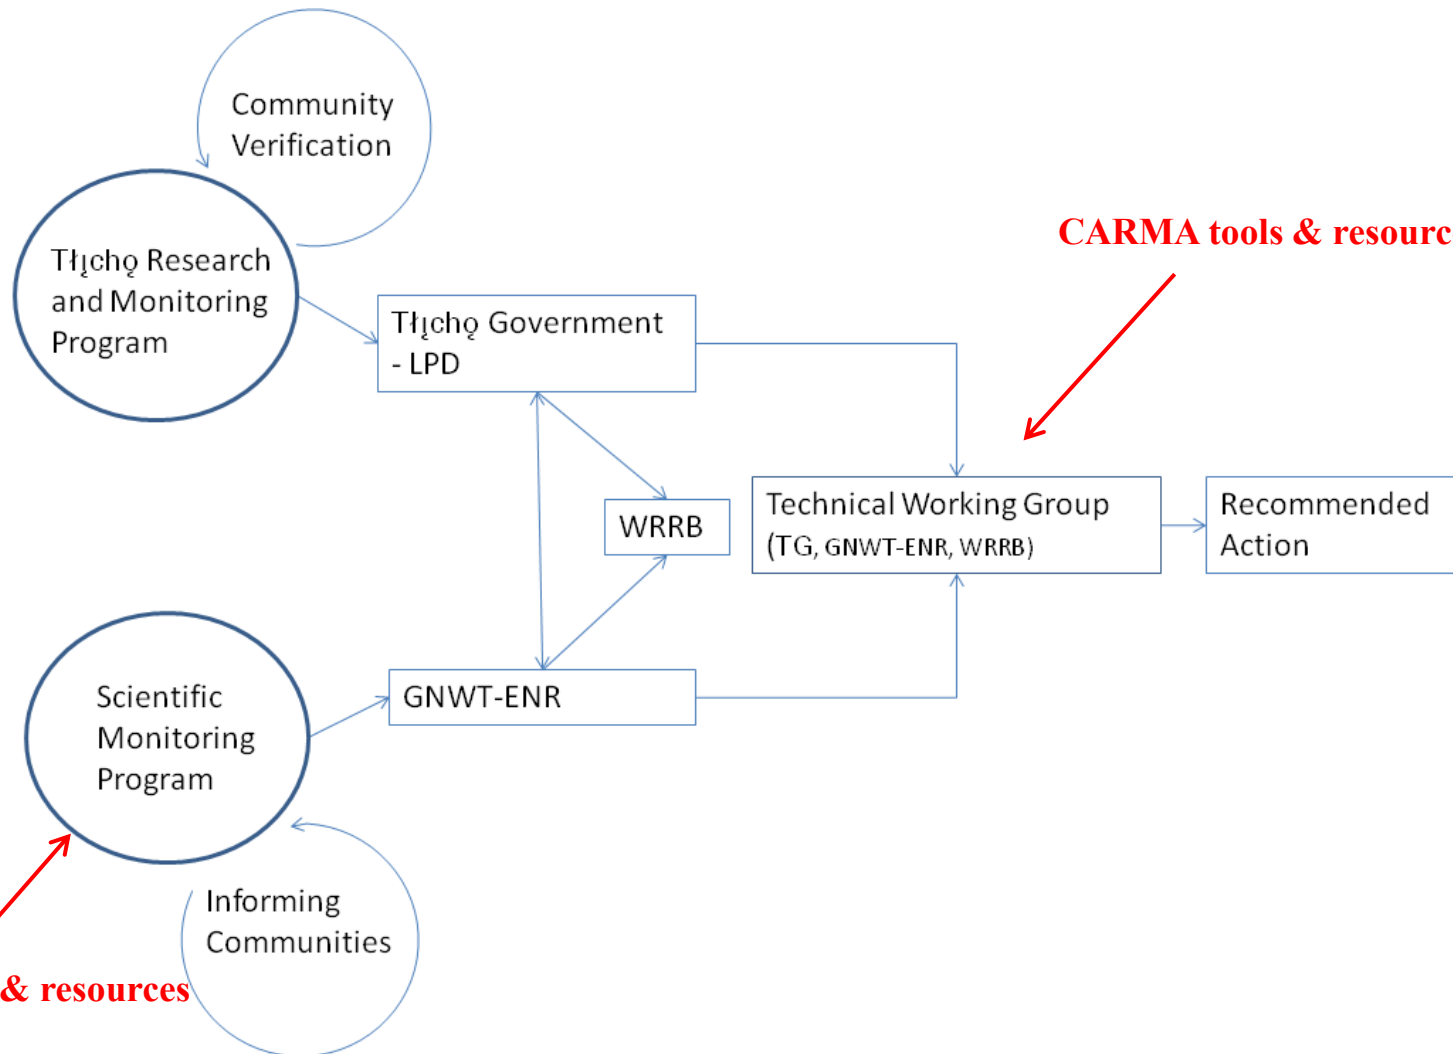 Community
Verification
Tłı̨chǫ Research
and Monitoring
Program
CARMA tools & resourc
Tłı̨chǫ Government
- LPD
WRRB
Technical Working Group
(TG, GNWT-ENR, WRRB)
Recommended
Action
GNWT-ENR
Scientific
Monitoring
Program
Informing
Communities
& resources